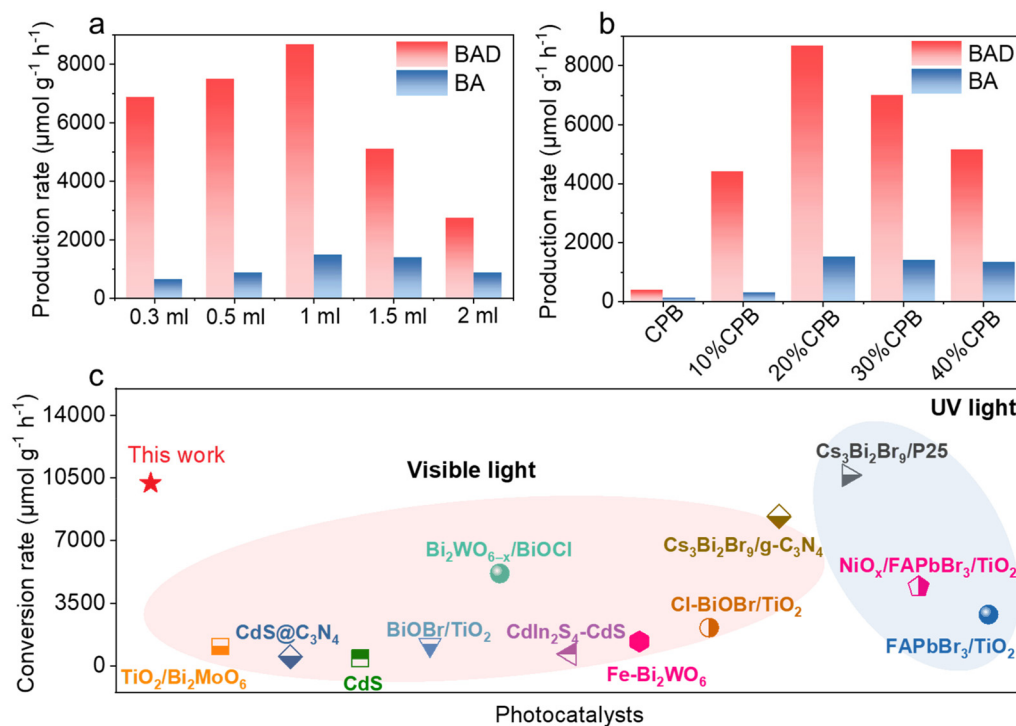 a
Production rate (µmol g⁻¹ h⁻¹)
8000
6000
4000
2000
0
BAD
BA
0.3 ml 0.5 ml 1 ml 1.5 ml 2 ml
b
Production rate (µmol g⁻¹ h⁻¹)
8000
6000
4000
2000
0
BAD
BA
CPB 10%CPB 20%CPB 30%CPB 40%CPB
c
Conversion rate (µmol g⁻¹ h⁻¹)
14000
10500
7000
3500
0
UV light
This work
Visible light
Cs₃Bi₂Br₉/P25
Bi₂WO₆₋ₓ/BiOCl
Cs₃Bi₂Br₉/g-C₃N₄
NiOₓ/FAPbBr₃/TiO₂
Cl-BiOBr/TiO₂
CdS@C₃N₄
BiOBr/TiO₂
CdIn₂S₄-CdS
TiO₂/Bi₂MoO₆
CdS
Fe-Bi₂WO₆
FAPbBr₃/TiO₂
Photocatalysts